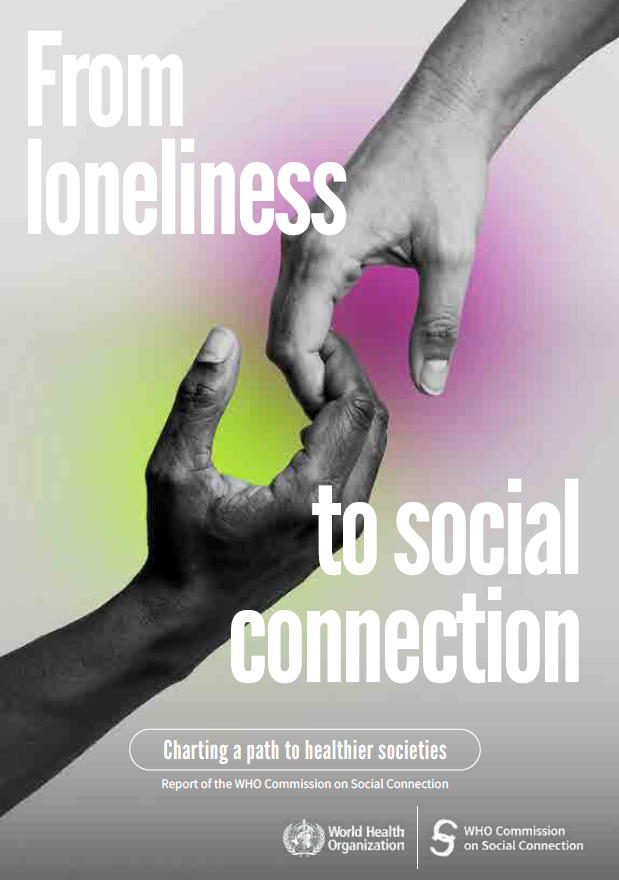 From
loneliness
to social
connection
Charting a path to healthier societies
Report of the WHO Commission on Social Connection
World Health
Organization
WHO Commission
on Social Connection